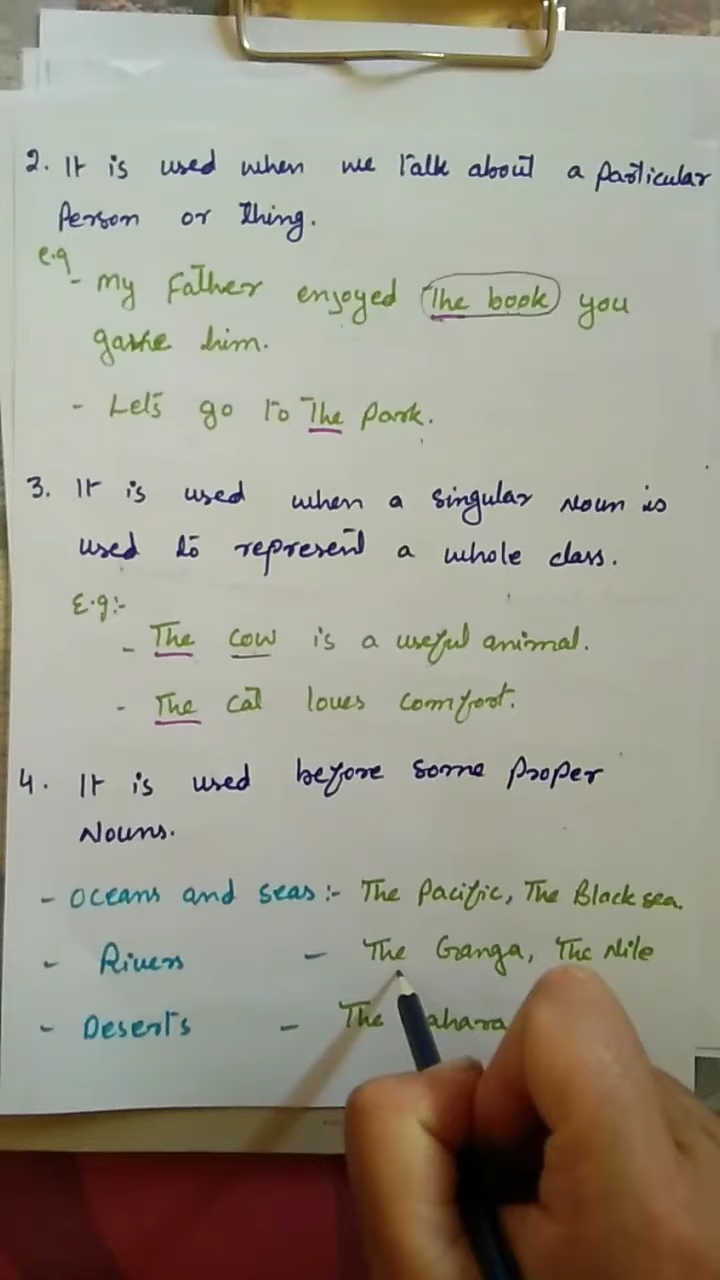 2. It is used when we talk about a particular
Person or thing.
e.g
- My Father enjoyed the book you
gave him.
- Let's go to The Park.
3. It is used when a singular Noun is
used to represent a whole class.
E.g:-
- The cow is a useful animal.
- The cat loves comfort.
4. It is used before some Proper
Nouns.
- Oceans and seas:- The Pacific, The Black sea.
- Rivers - The Ganga, The Nile
- Deserts - The